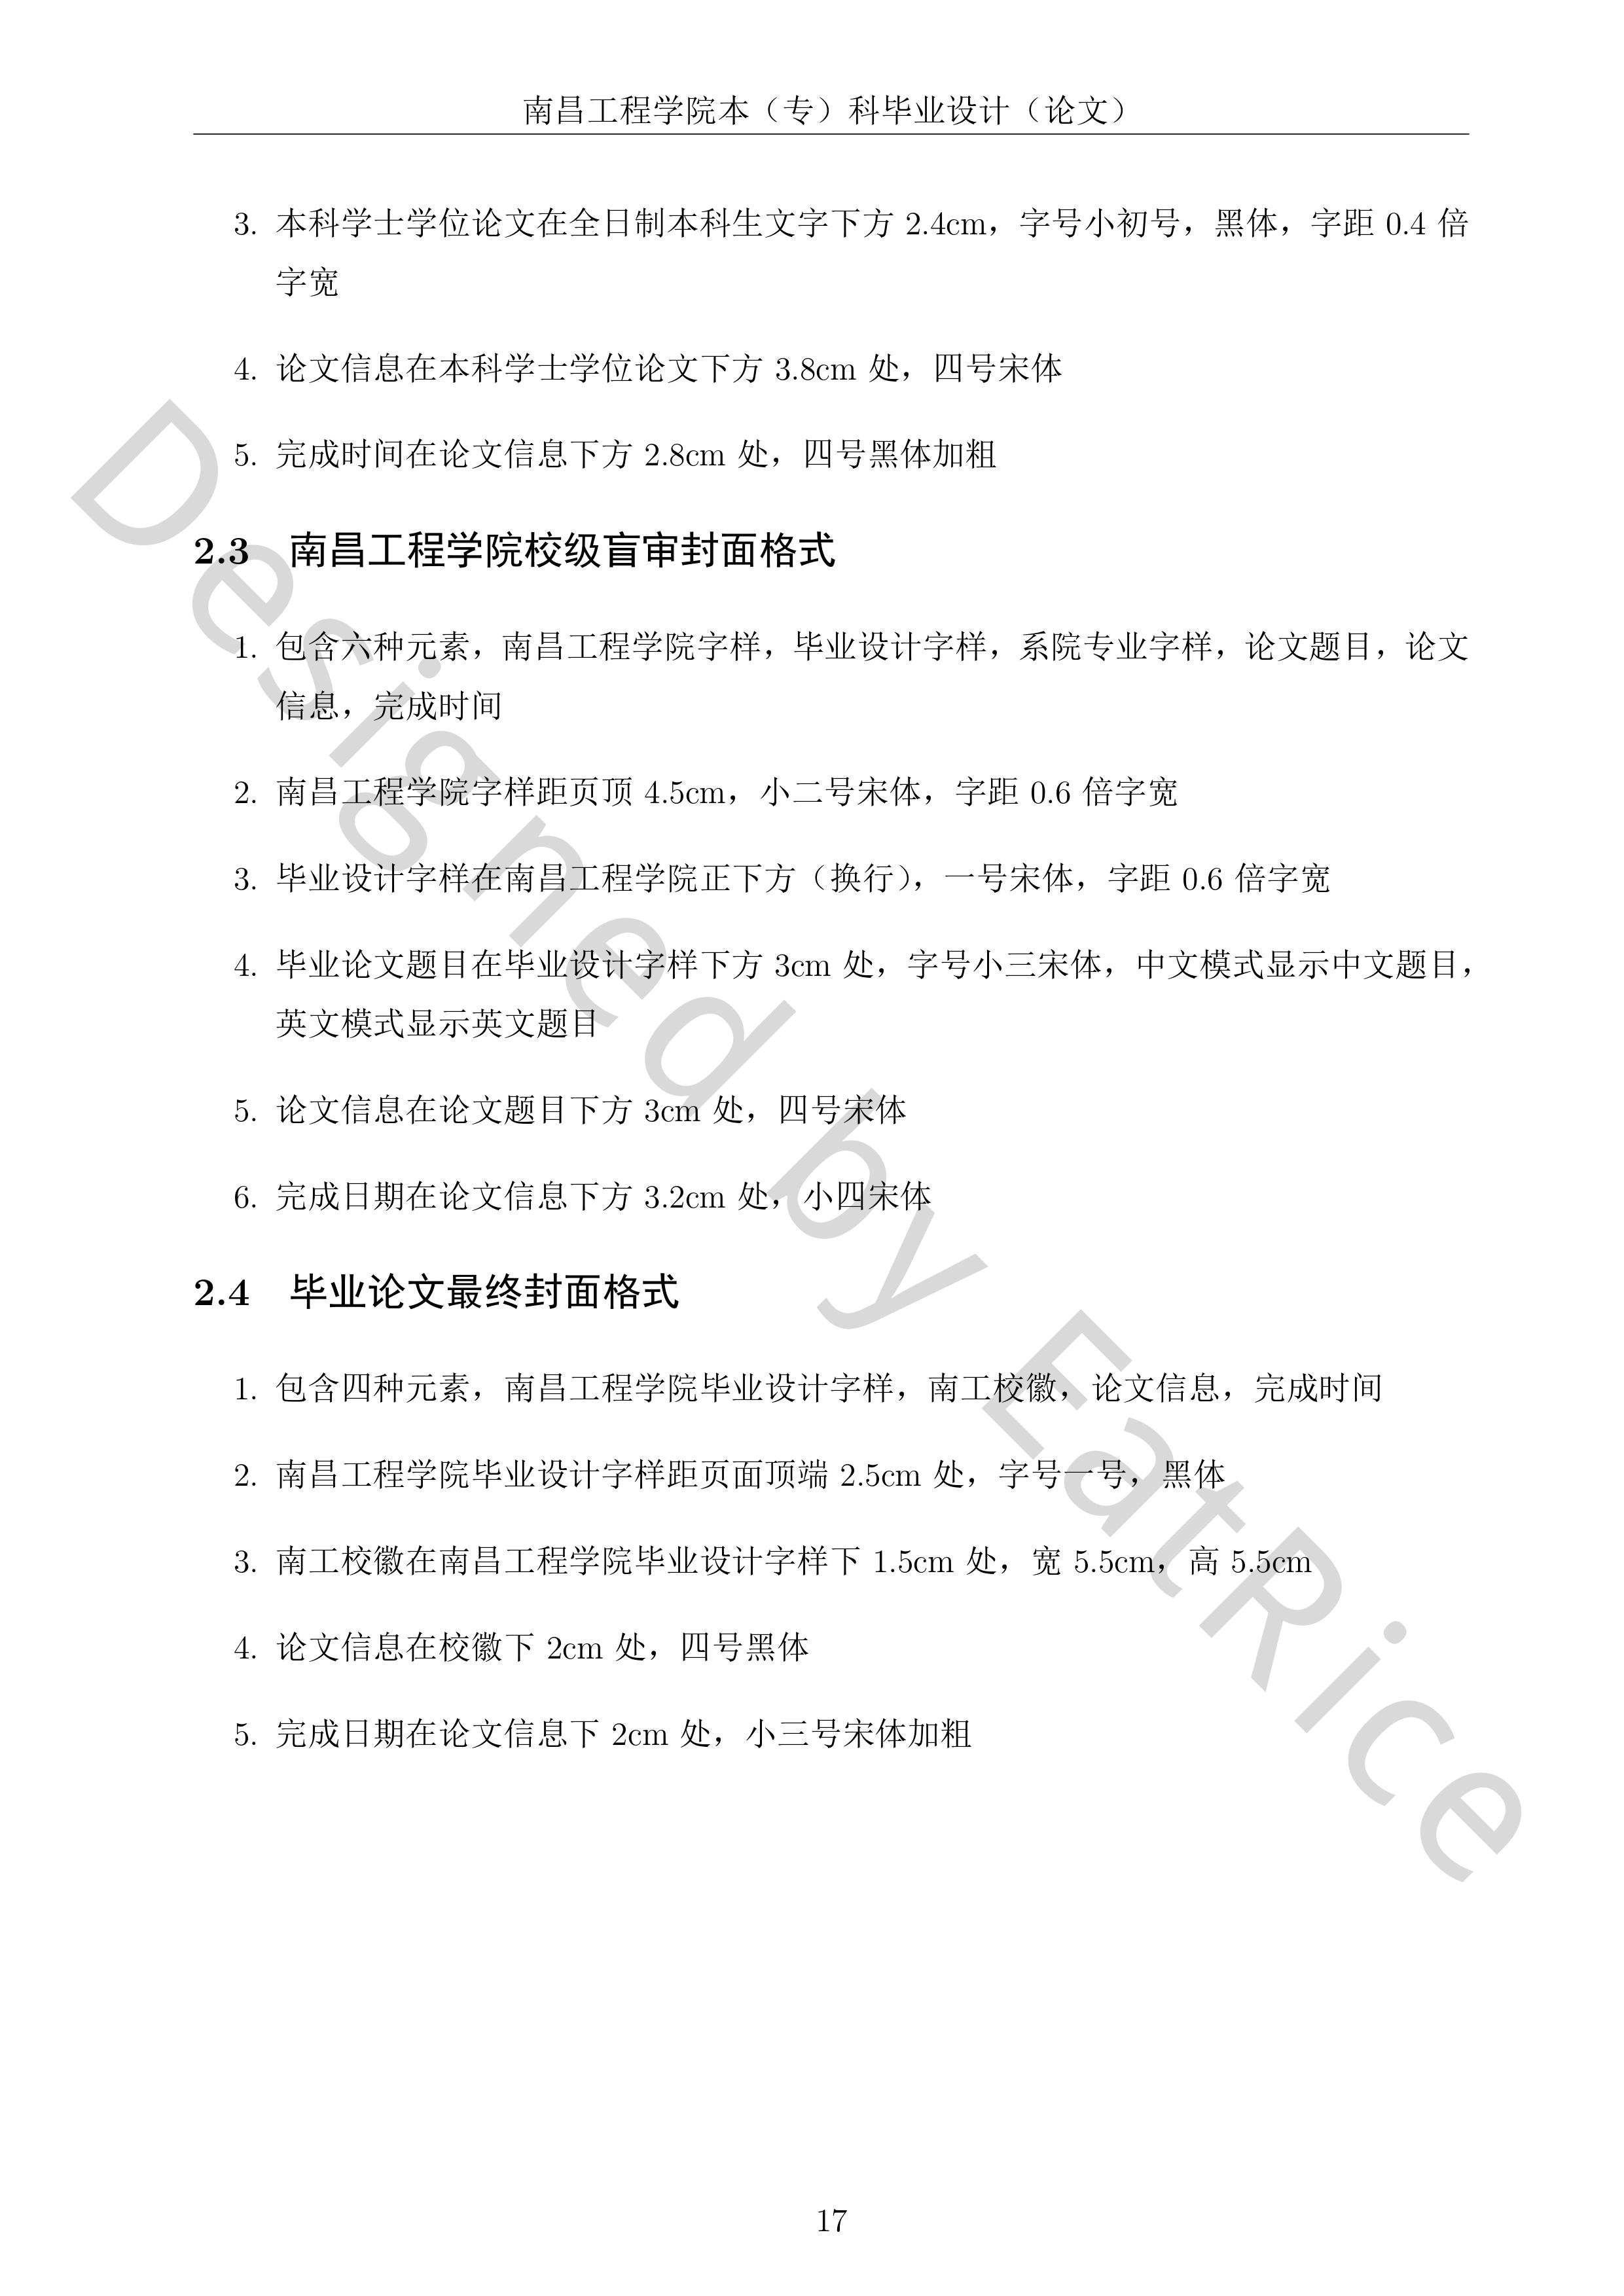 南昌工程学院本（专）科毕业设计（论文）
3. 本科学士学位论文在全日制本科生文字下方 2.4cm，字号小初号，黑体，字距 0.4 倍
字宽
4. 论文信息在本科学士学位论文下方 3.8cm 处，四号宋体
5. 完成时间在论文信息下方 2.8cm 处，四号黑体加粗
2.3 南昌工程学院校级盲审封面格式
1. 包含六种元素，南昌工程学院字样，毕业设计字样，系院专业字样，论文题目，论文
信息，完成时间
2. 南昌工程学院字样距页顶 4.5cm，小二号宋体，字距 0.6 倍字宽
3. 毕业设计字样在南昌工程学院正下方（换行），一号宋体，字距 0.6 倍字宽
4. 毕业论文题目在毕业设计字样下方 3cm 处，字号小三宋体，中文模式显示中文题目，
英文模式显示英文题目
5. 论文信息在论文题目下方 3cm 处，四号宋体
6. 完成日期在论文信息下方 3.2cm 处，小四宋体
2.4 毕业论文最终封面格式
1. 包含四种元素，南昌工程学院毕业设计字样，南工校徽，论文信息，完成时间
2. 南昌工程学院毕业设计字样距页面顶端 2.5cm 处，字号一号，黑体
3. 南工校徽在南昌工程学院毕业设计字样下 1.5cm 处，宽 5.5cm，高 5.5cm
4. 论文信息在校徽下 2cm 处，四号黑体
5. 完成日期在论文信息下 2cm 处，小三号宋体加粗
17
Designed by EatRice